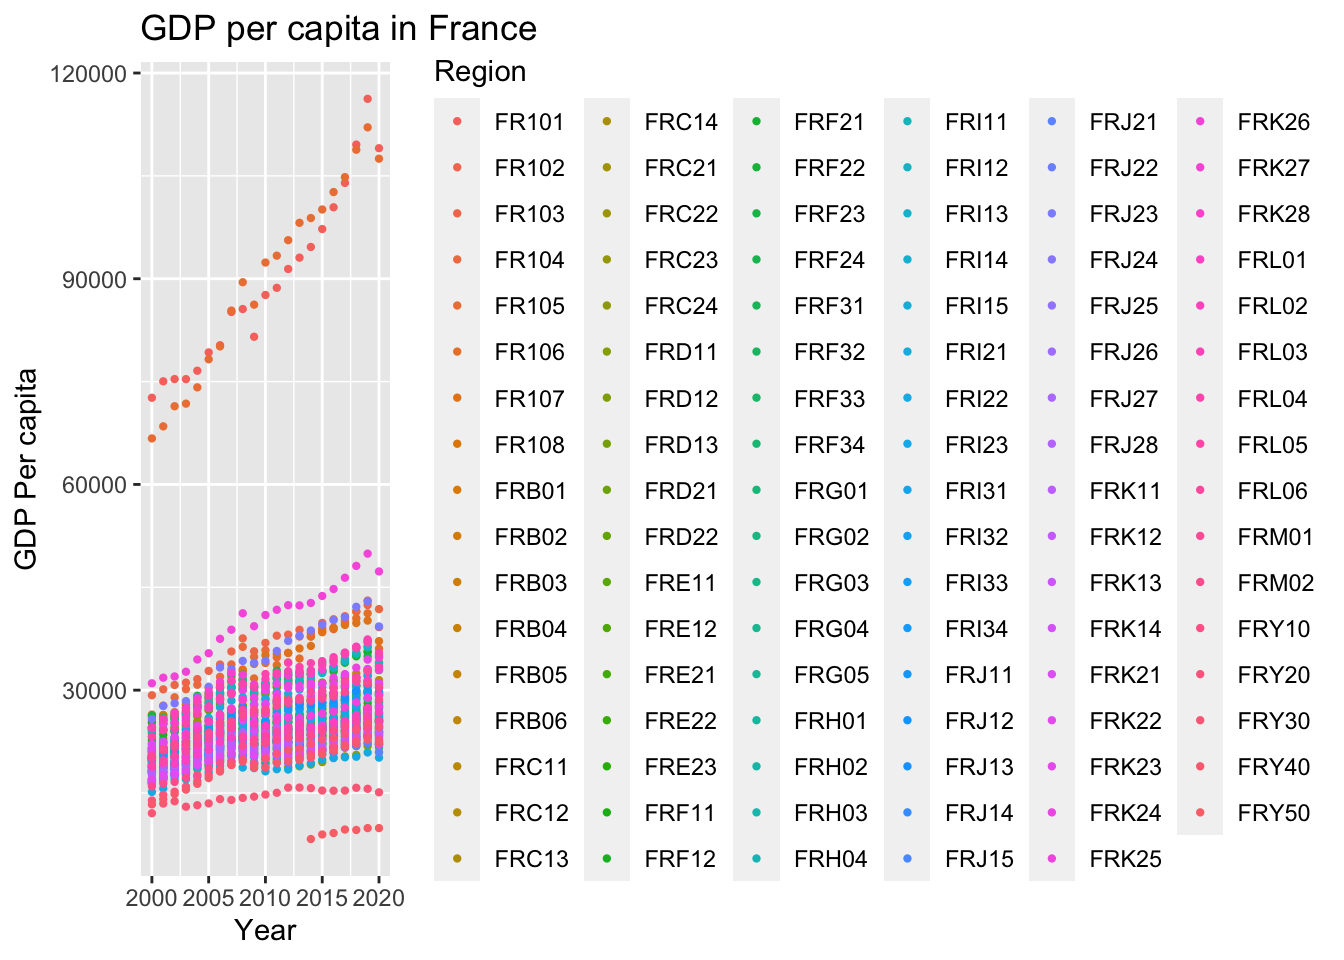 GDP per capita in France
GDP Per capita
120000
90000
60000
30000
2000 2005 2010 2015 2020
Year
Region
FR101
FR102
FR103
FR104
FR105
FR106
FR107
FR108
FRB01
FRB02
FRB03
FRB04
FRB05
FRB06
FRC11
FRC12
FRC13
FRC14
FRC21
FRC22
FRC23
FRC24
FRD11
FRD12
FRD13
FRD21
FRD22
FRE11
FRE12
FRE21
FRE22
FRE23
FRF11
FRF12
FRF21
FRF22
FRF23
FRF24
FRF31
FRF32
FRF33
FRF34
FRG01
FRG02
FRG03
FRG04
FRG05
FRH01
FRH02
FRH03
FRH04
FRI11
FRI12
FRI13
FRI14
FRI15
FRI21
FRI22
FRI23
FRI31
FRI32
FRI33
FRI34
FRJ11
FRJ12
FRJ13
FRJ14
FRJ15
FRJ21
FRJ22
FRJ23
FRJ24
FRJ25
FRJ26
FRJ27
FRJ28
FRK11
FRK12
FRK13
FRK14
FRK21
FRK22
FRK23
FRK24
FRK25
FRK26
FRK27
FRK28
FRL01
FRL02
FRL03
FRL04
FRL05
FRL06
FRM01
FRM02
FRY10
FRY20
FRY30
FRY40
FRY50